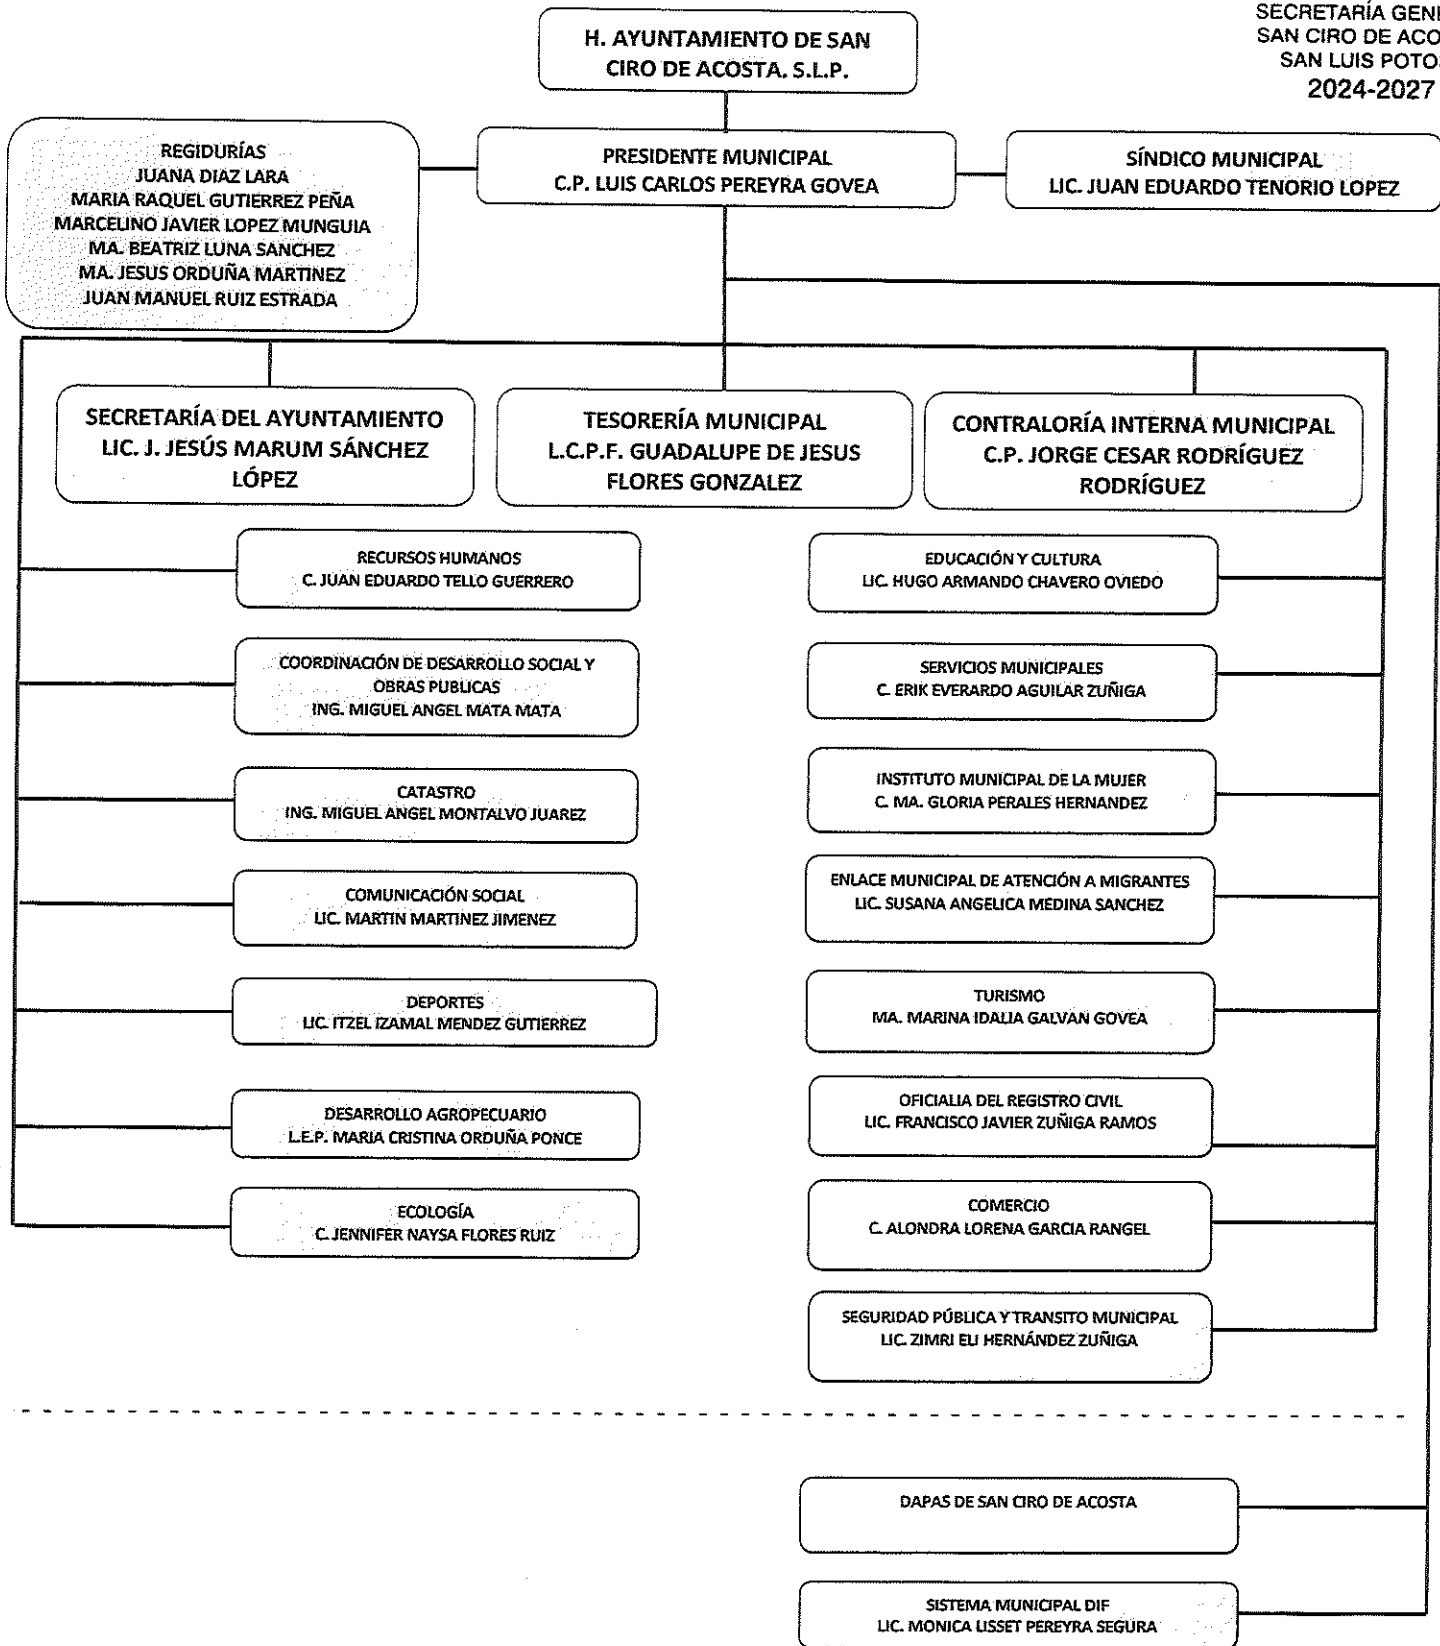 SECRETARÍA GEN
SAN CIRO DE ACO
SAN LUIS POTO
2024-2027
H. AYUNTAMIENTO DE SAN
CIRO DE ACOSTA. S.L.P.
REGIDURÍAS
JUANA DIAZ LARA
MARIA RAQUEL GUTIERREZ PEÑA
MARCELINO JAVIER LOPEZ MUNGUIA
MA. BEATRIZ LUNA SANCHEZ
MA. JESUS ORDUÑA MARTINEZ
JUAN MANUEL RUIZ ESTRADA
PRESIDENTE MUNICIPAL
C.P. LUIS CARLOS PEREYRA GOVEA
SÍNDICO MUNICIPAL
LIC. JUAN EDUARDO TENORIO LOPEZ
SECRETARÍA DEL AYUNTAMIENTO
LIC. J. JESÚS MARUM SÁNCHEZ
LÓPEZ
TESORERÍA MUNICIPAL
L.C.P.F. GUADALUPE DE JESUS
FLORES GONZALEZ
CONTRALORÍA INTERNA MUNICIPAL
C.P. JORGE CESAR RODRÍGUEZ
RODRÍGUEZ
RECURSOS HUMANOS
C. JUAN EDUARDO TELLO GUERRERO
COORDINACIÓN DE DESARROLLO SOCIAL Y
OBRAS PUBLICAS
ING. MIGUEL ANGEL MATA MATA
CATASTRO
ING. MIGUEL ANGEL MONTALVO JUAREZ
COMUNICACIÓN SOCIAL
LIC. MARTIN MARTINEZ JIMENEZ
DEPORTES
LIC. ITZEL IZAMAL MENDEZ GUTIERREZ
DESARROLLO AGROPECUARIO
L.E.P. MARIA CRISTINA ORDUÑA PONCE
ECOLOGÍA
C. JENNIFER NAYSA FLORES RUIZ
EDUCACIÓN Y CULTURA
LIC. HUGO ARMANDO CHAVERO OVIEDO
SERVICIOS MUNICIPALES
C. ERIK EVERARDO AGUILAR ZUÑIGA
INSTITUTO MUNICIPAL DE LA MUJER
C. MA. GLORIA PERALES HERNANDEZ
ENLACE MUNICIPAL DE ATENCIÓN A MIGRANTES
LIC. SUSANA ANGELICA MEDINA SANCHEZ
TURISMO
MA. MARINA IDALIA GALVAN GOVEA
OFICIALIA DEL REGISTRO CIVIL
LIC. FRANCISCO JAVIER ZUÑIGA RAMOS
COMERCIO
C. ALONDRA LORENA GARCIA RANGEL
SEGURIDAD PÚBLICA Y TRANSITO MUNICIPAL
LIC. ZIMRI ELI HERNÁNDEZ ZUÑIGA
DAPAS DE SAN CIRO DE ACOSTA
SISTEMA MUNICIPAL DIF
LIC. MONICA LISSET PEREYRA SEGURA